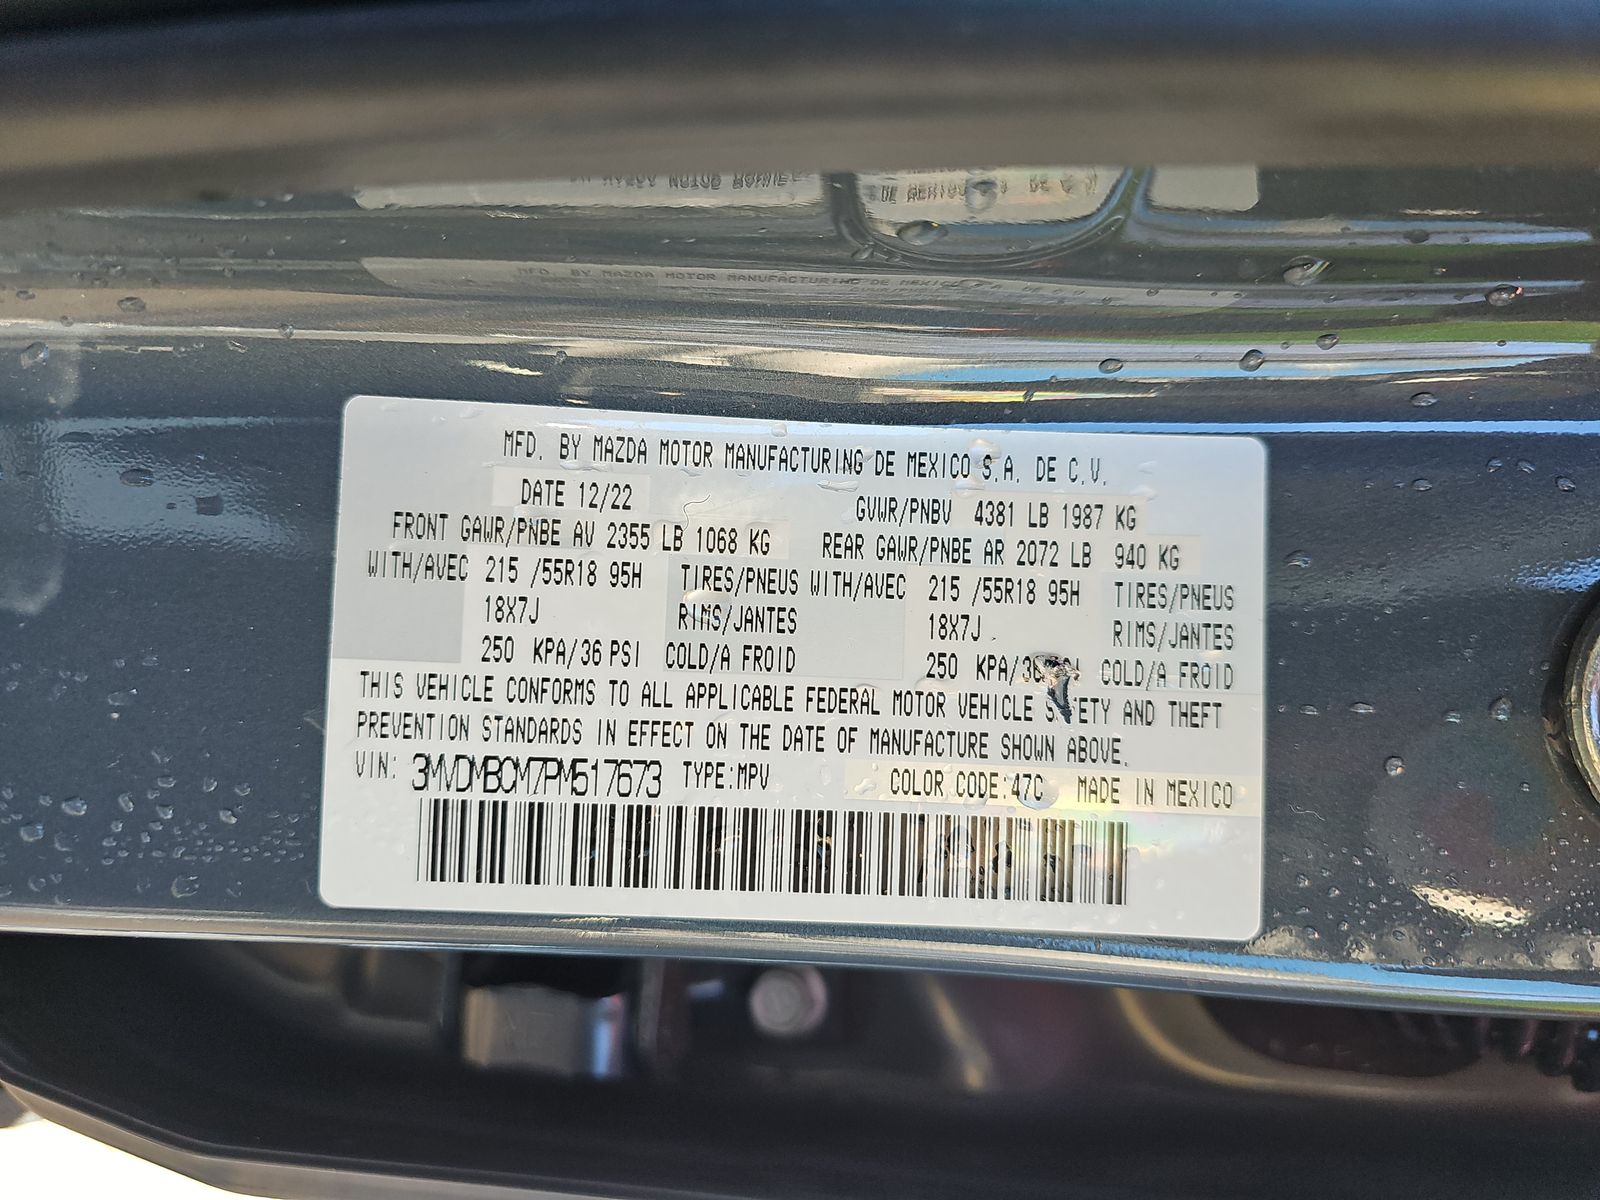 MFD. BY MAZDA MOTOR MANUFACTURING DE MEXICO S.A. DE C.V.
DATE 12/22 GVWR/PNBV 4381 LB 1987 KG
FRONT GAWR/PNBE AV 2355 LB 1068 KG REAR GAWR/PNBE AR 2072 LB 940 KG
WITH/AVEC 215 /55R18 95H TIRES/PNEUS WITH/AVEC 215 /55R18 95H TIRES/PNEUS
18X7J RIMS/JANTES 18X7J RIMS/JANTES
250 KPA/36 PSI COLD/A FROID 250 KPA/36 COLD/A FROID
THIS VEHICLE CONFORMS TO ALL APPLICABLE FEDERAL MOTOR VEHICLE SAFETY AND THEFT
PREVENTION STANDARDS IN EFFECT ON THE DATE OF MANUFACTURE SHOWN ABOVE.
VIN: 3MVDMBCM7PM517673 TYPE:MPV COLOR CODE:47C MADE IN MEXICO